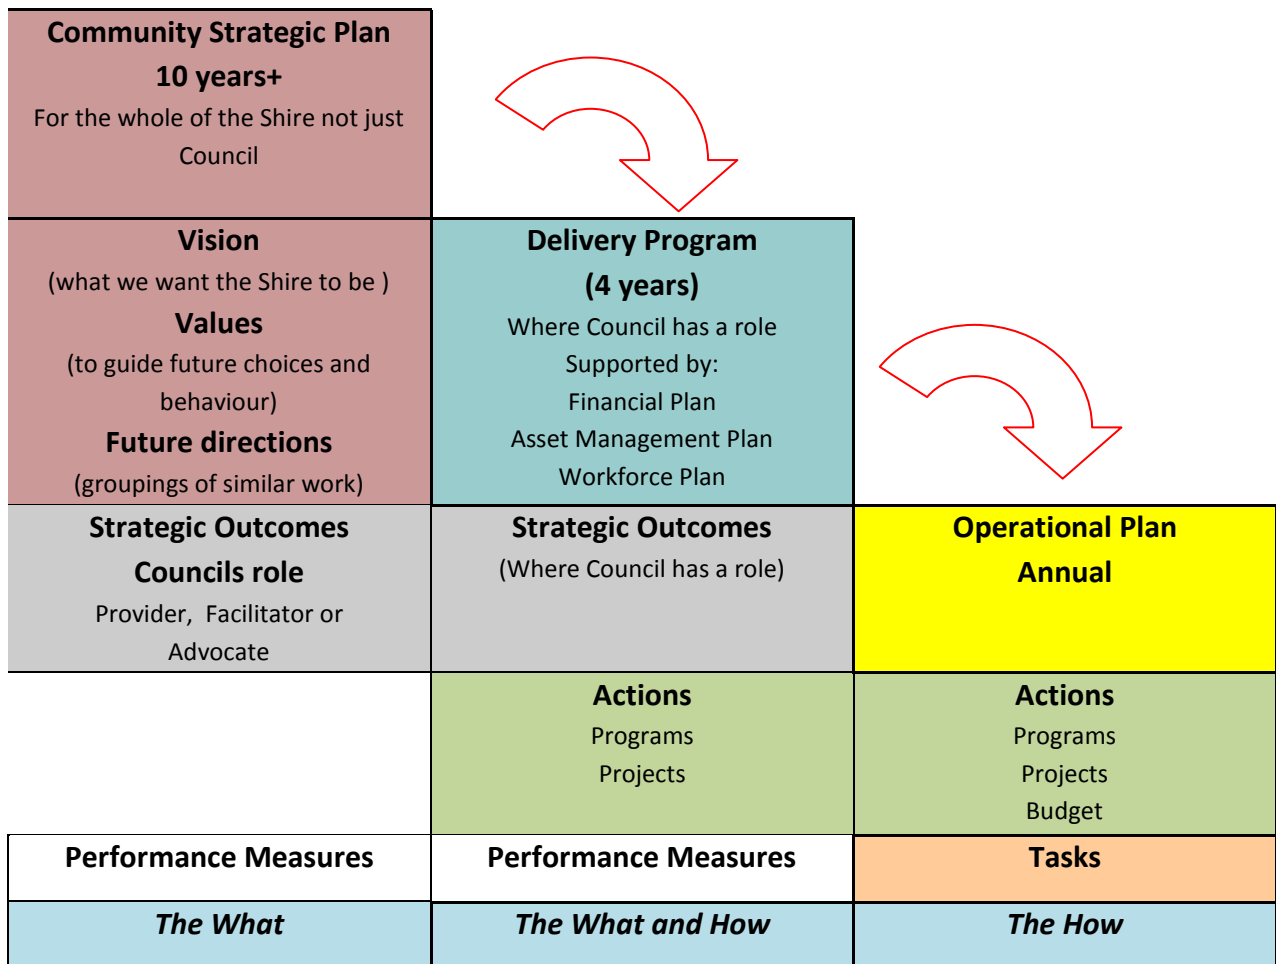 Community Strategic Plan
10 years+
For the whole of the Shire not just
Council
Vision
(what we want the Shire to be )
Values
(to guide future choices and
behaviour)
Future directions
(groupings of similar work)
Delivery Program
(4 years)
Where Council has a role
Supported by:
Financial Plan
Asset Management Plan
Workforce Plan
Strategic Outcomes
Councils role
Provider,  Facilitator or
Advocate
Strategic Outcomes
(Where Council has a role)
Operational Plan
Annual
Actions
Programs
Projects
Actions
Programs
Projects
Budget
Performance Measures
Performance Measures
Tasks
The What
The What and How
The How